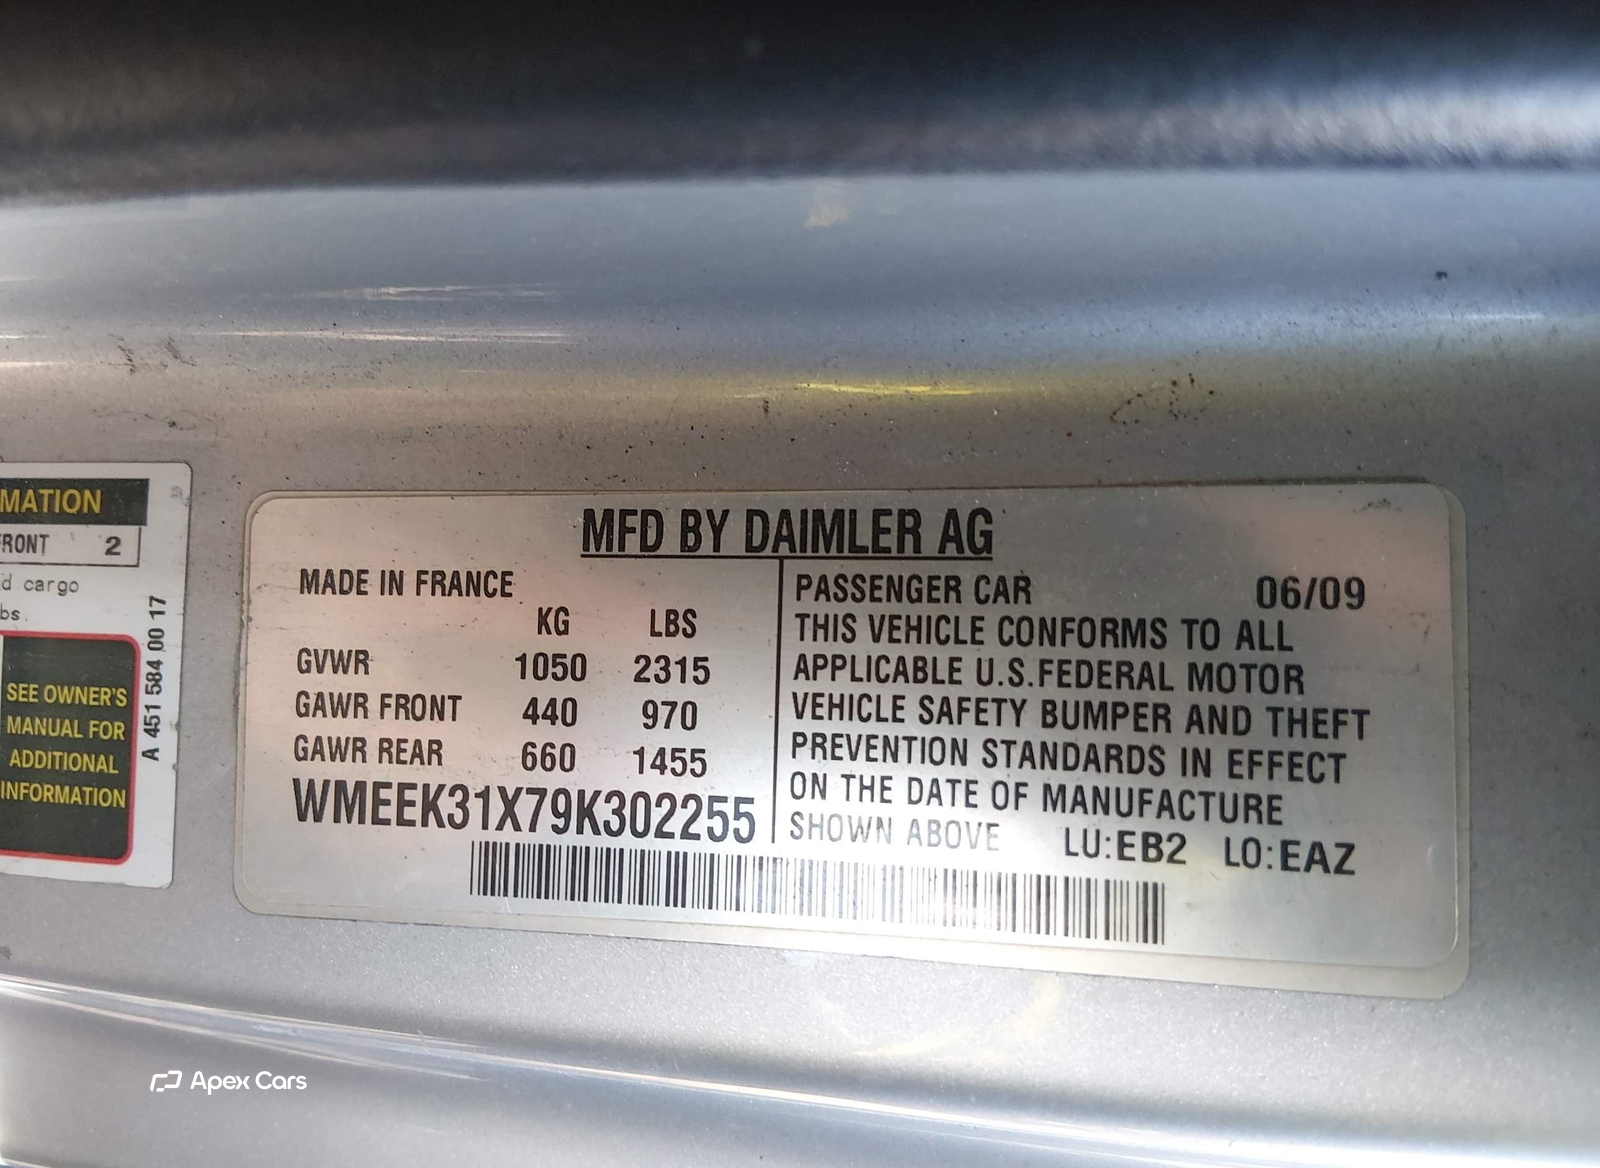 MATION
FRONT 2
d cargo
bs.
SEE OWNER'S
MANUAL FOR
ADDITIONAL
INFORMATION
A 451 584 00 17
MFD BY DAIMLER AG
MADE IN FRANCE
KG LBS
GVWR 1050 2315
GAWR FRONT 440 970
GAWR REAR 660 1455
WMEEK31X79K302255
PASSENGER CAR 06/09
THIS VEHICLE CONFORMS TO ALL
APPLICABLE U.S.FEDERAL MOTOR
VEHICLE SAFETY BUMPER AND THEFT
PREVENTION STANDARDS IN EFFECT
ON THE DATE OF MANUFACTURE
SHOWN ABOVE LU:EB2 LO:EAZ
Apex Cars